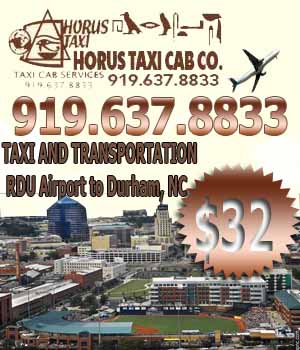 HORUS
TAXI
HORUS TAXI CAB CO.
TAXI CAB SERVICES
919.637.8833
919.637.8833
919.637.8833
TAXI AND TRANSPORTATION
RDU Airport to Durham, NC
$32